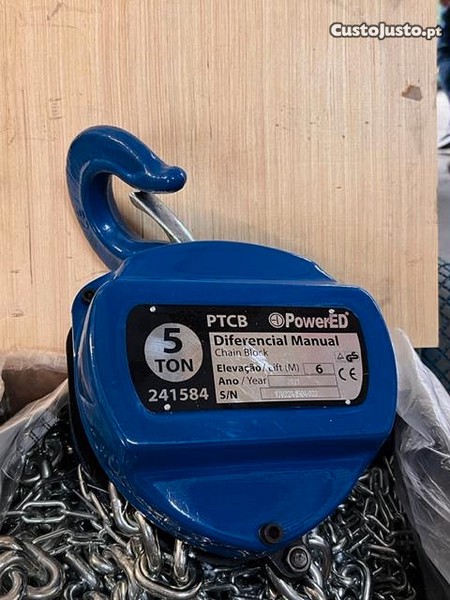 CustoJusto.pt
PTCB PowerED
5 TON
Diferencial Manual
Chain Block
Elevação/Lift (M) 6
Ano / Year
241584
S/N
CE